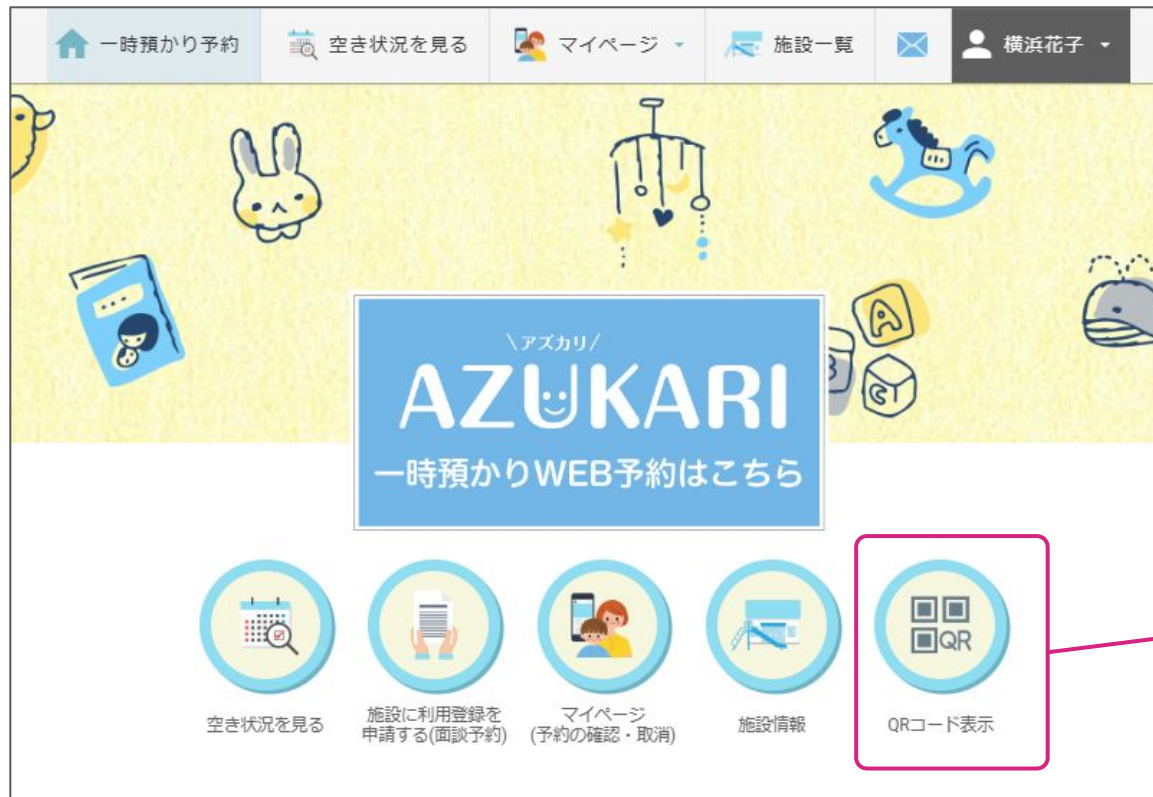 一時預かり予約
空き状況を見る
マイページ
施設一覧
横浜花子
\アズカリ/
AZUKARI
一時預かりWEB予約はこちら
A
B
C
QR
空き状況を見る
施設に利用登録を
申請する(面談予約)
マイページ
(予約の確認・取消)
施設情報
QRコード表示